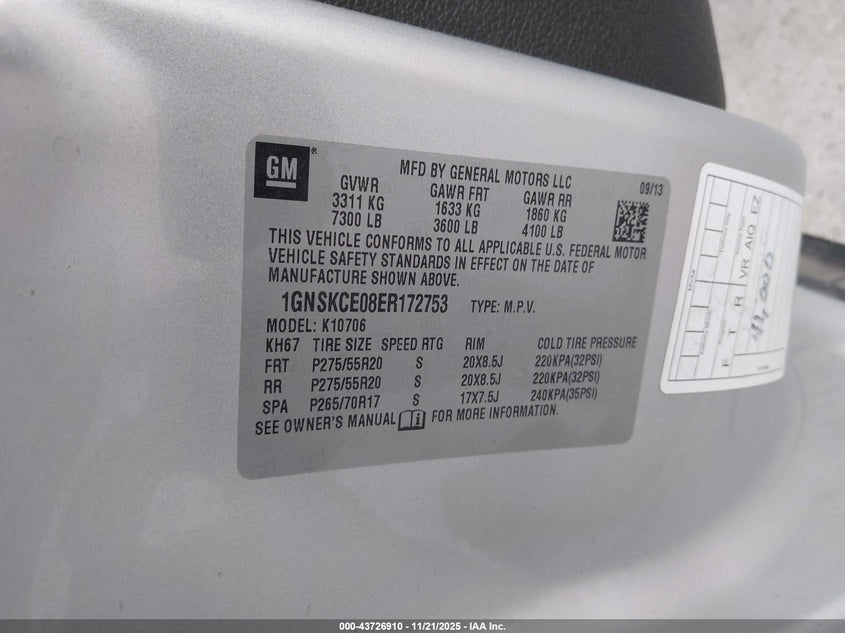 GM®
MFD BY GENERAL MOTORS LLC
09/13
GVWR GAWR FRT GAWR RR
3311 KG 1633 KG 1860 KG
7300 LB 3600 LB 4100 LB
THIS VEHICLE CONFORMS TO ALL APPLICABLE U.S. FEDERAL MOTOR
VEHICLE SAFETY STANDARDS IN EFFECT ON THE DATE OF
MANUFACTURE SHOWN ABOVE.
1GNSKCE08ER172753 TYPE: M.P.V.
MODEL: K10706
KH67 TIRE SIZE SPEED RTG RIM COLD TIRE PRESSURE
FRT P275/55R20 S 20X8.5J 220KPA(32PSI)
RR P275/55R20 S 20X8.5J 220KPA(32PSI)
SPA P265/70R17 S 17X7.5J 240KPA(35PSI)
SEE OWNER'S MANUAL FOR MORE INFORMATION.
F T R VR AIQ EZ
000-43726910 - 11/21/2025 - IAA Inc.